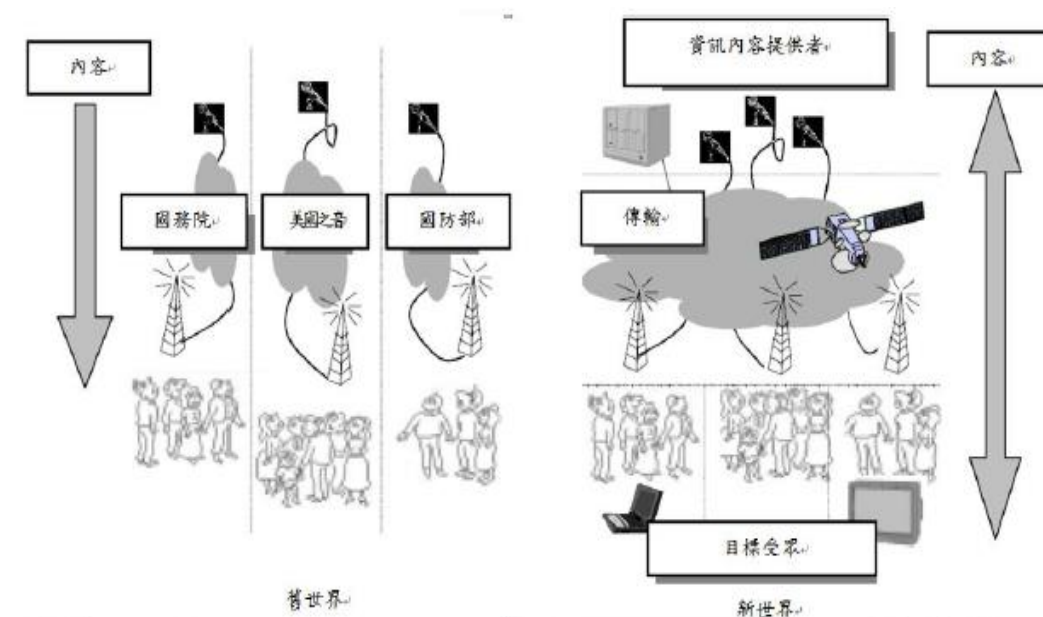 內容
國務院
美國之音
國防部
舊世界
資訊內容提供者
內容
傳輸
目標受眾
新世界